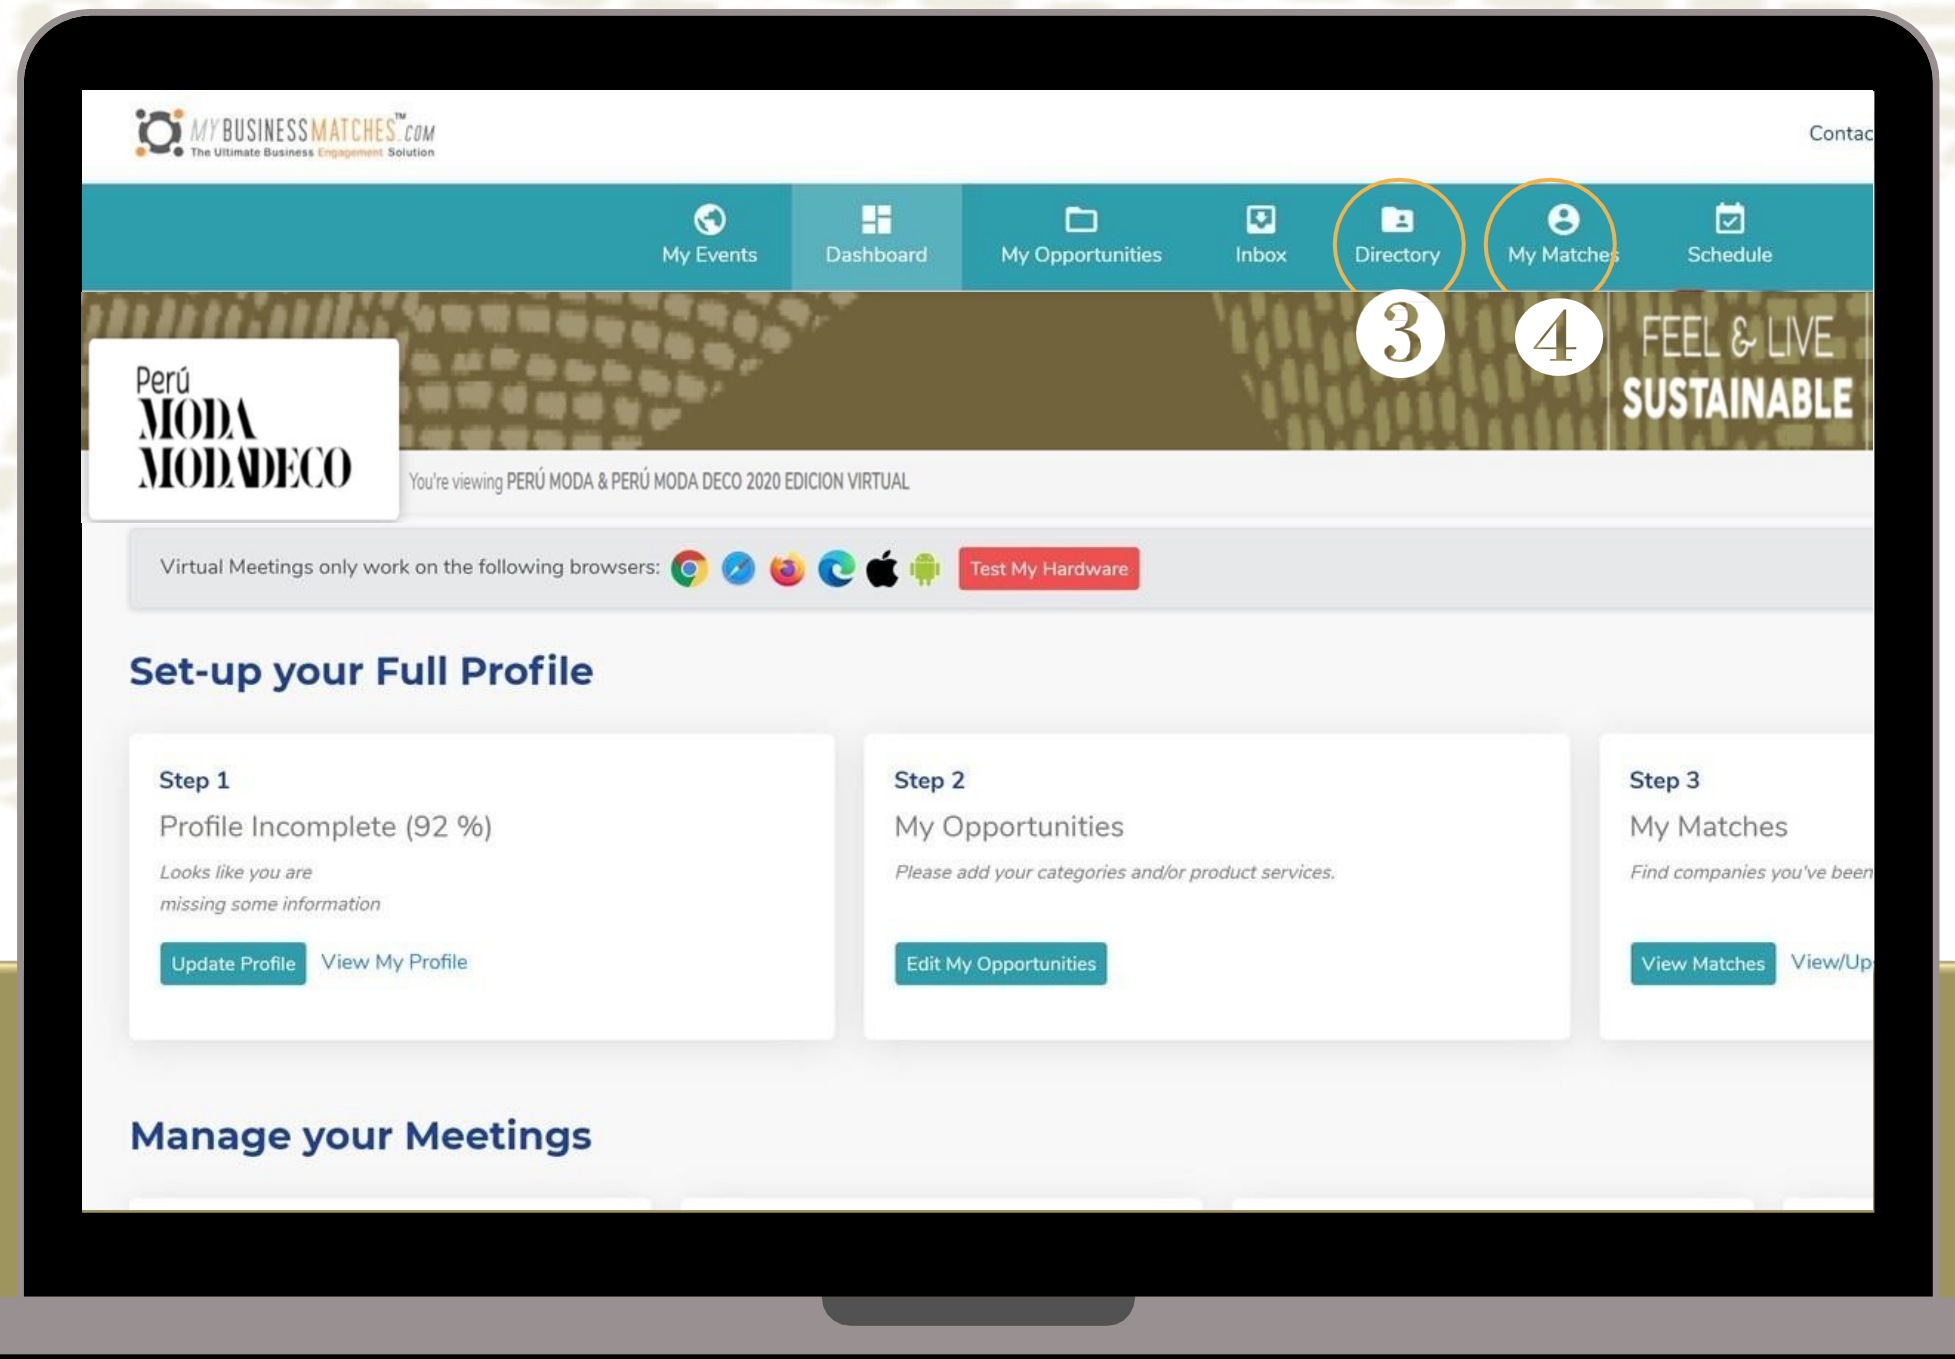 MYBUSINESSMATCHES™.COM
The Ultimate Business Engagement Solution
Contac
My Events
Dashboard
My Opportunities
Inbox
Directory
My Matches
Schedule
3
4
FEEL & LIVE
SUSTAINABLE
Perú
MODA
MODADECO
You're viewing PERÚ MODA & PERÚ MODA DECO 2020 EDICION VIRTUAL
Virtual Meetings only work on the following browsers:
Test My Hardware
Set-up your Full Profile
Step 1
Profile Incomplete (92 %)
Looks like you are
missing some information
Update Profile
View My Profile
Step 2
My Opportunities
Please add your categories and/or product services.
Edit My Opportunities
Step 3
My Matches
Find companies you've been
View Matches
View/Up
Manage your Meetings